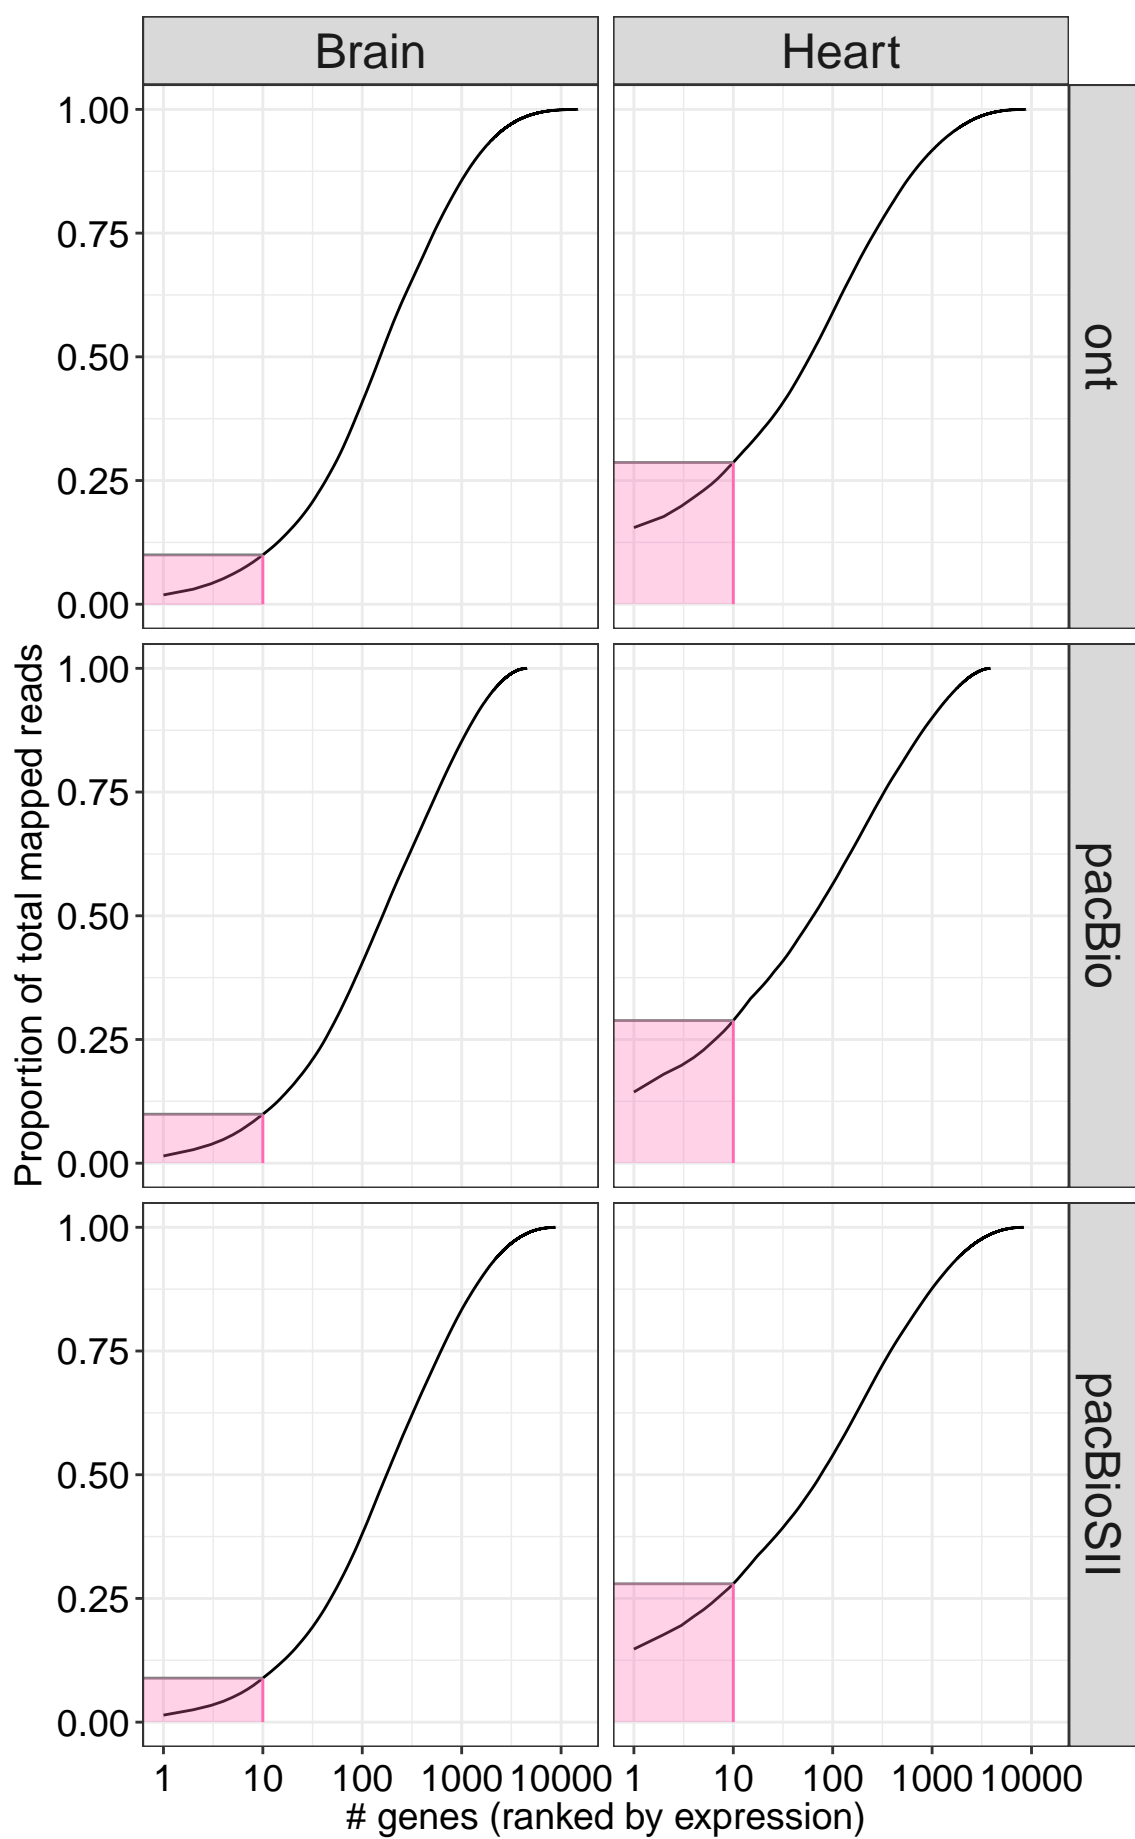 Brain
Heart
1.00
0.75
0.50
0.25
0.00
ont
Proportion of total mapped reads
1.00
0.75
0.50
0.25
0.00
pacBio
1.00
0.75
0.50
0.25
0.00
pacBioSII
1 10 100 1000 10000 1 10 100 1000 10000
# genes (ranked by expression)